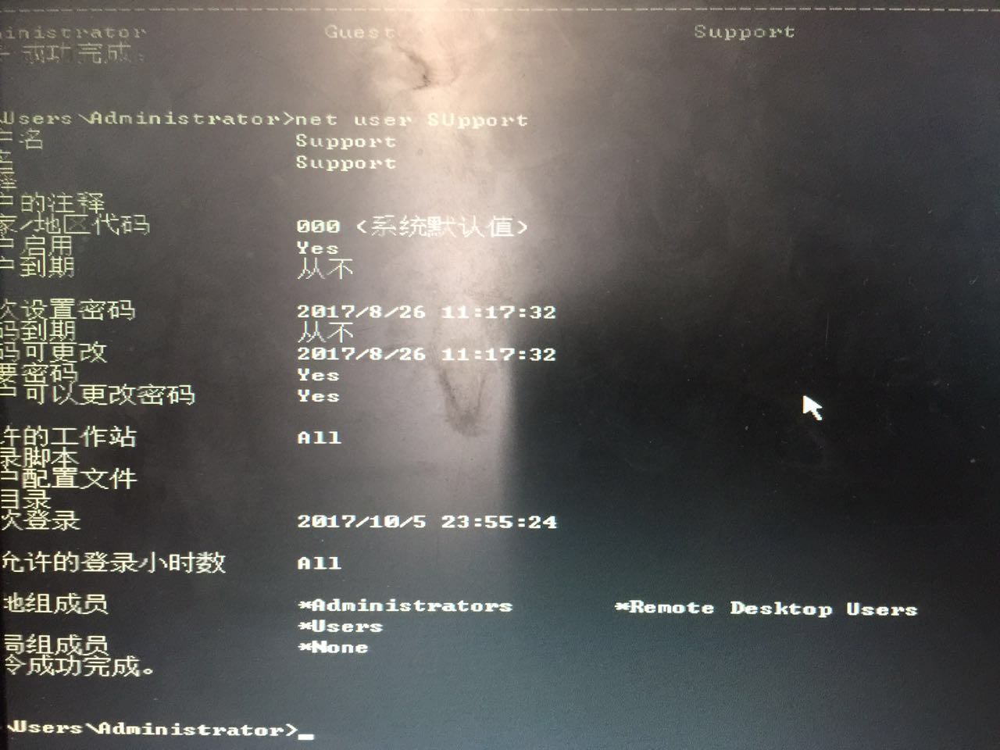 inistrator Guest Support
成功完成。
\Users\Administrator>net user SUpport
户名 Support
名 Support
释
户的注释
家/地区代码 000 (系统默认值)
户启用 Yes
户到期 从不
次设置密码 2017/8/26 11:17:32
码到期 从不
码可更改 2017/8/26 11:17:32
要密码 Yes
户可以更改密码 Yes
许的工作站 All
录脚本
户配置文件
目录
次登录 2017/10/5 23:55:24
允许的登录小时数 All
地组成员 *Administrators *Remote Desktop Users
*Users
局组成员 *None
令成功完成。
\Users\Administrator>_